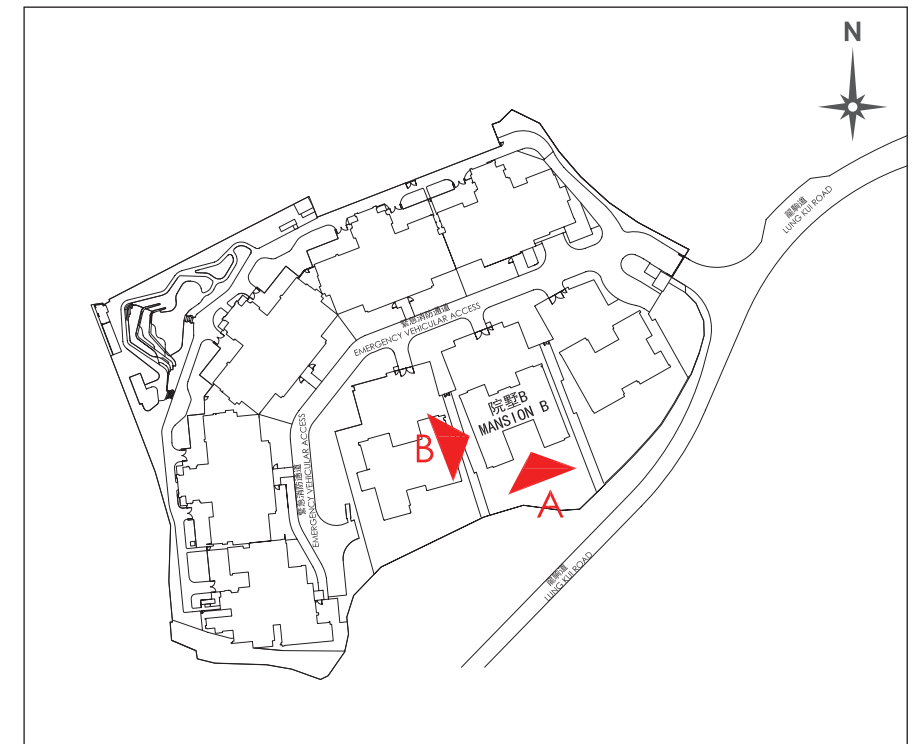 N
龍駒道
LUNG KUI ROAD
緊急消防通道
EMERGENCY VEHICULAR ACCESS
院墅B
MANSION B
B
A
緊急消防通道
EMERGENCY VEHICULAR ACCESS
龍駒道
LUNG KUI ROAD